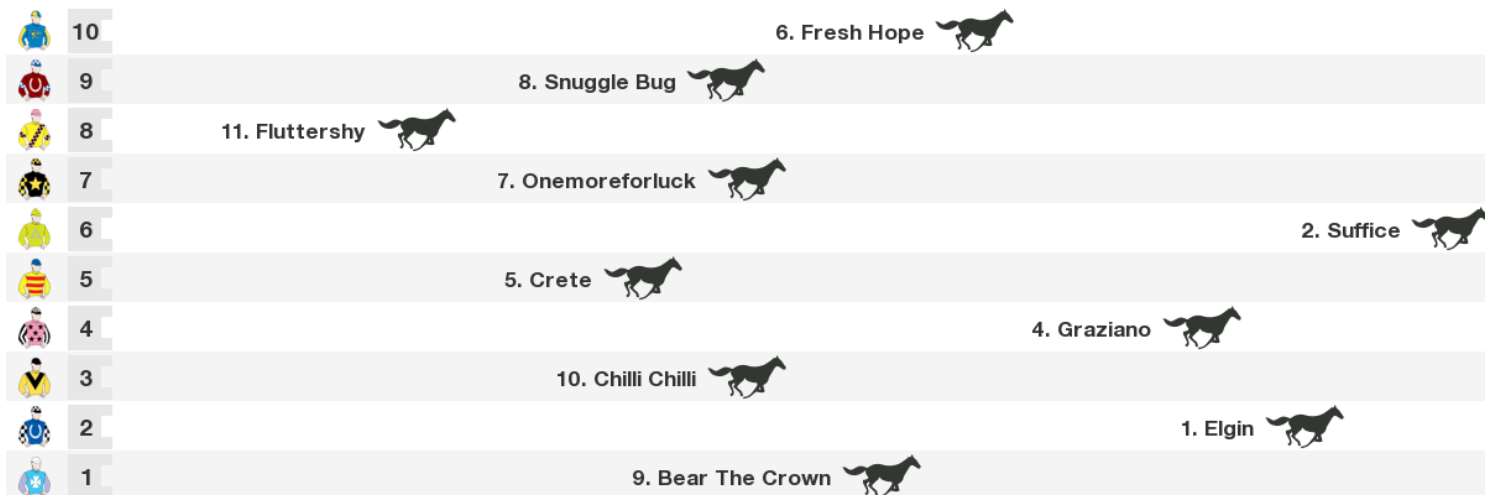 10 6. Fresh Hope
9 8. Snuggle Bug
8 11. Fluttershy
7 7. Onemoreforluck
6 2. Suffice
5 5. Crete
4 4. Graziano
3 10. Chilli Chilli
2 1. Elgin
1 9. Bear The Crown